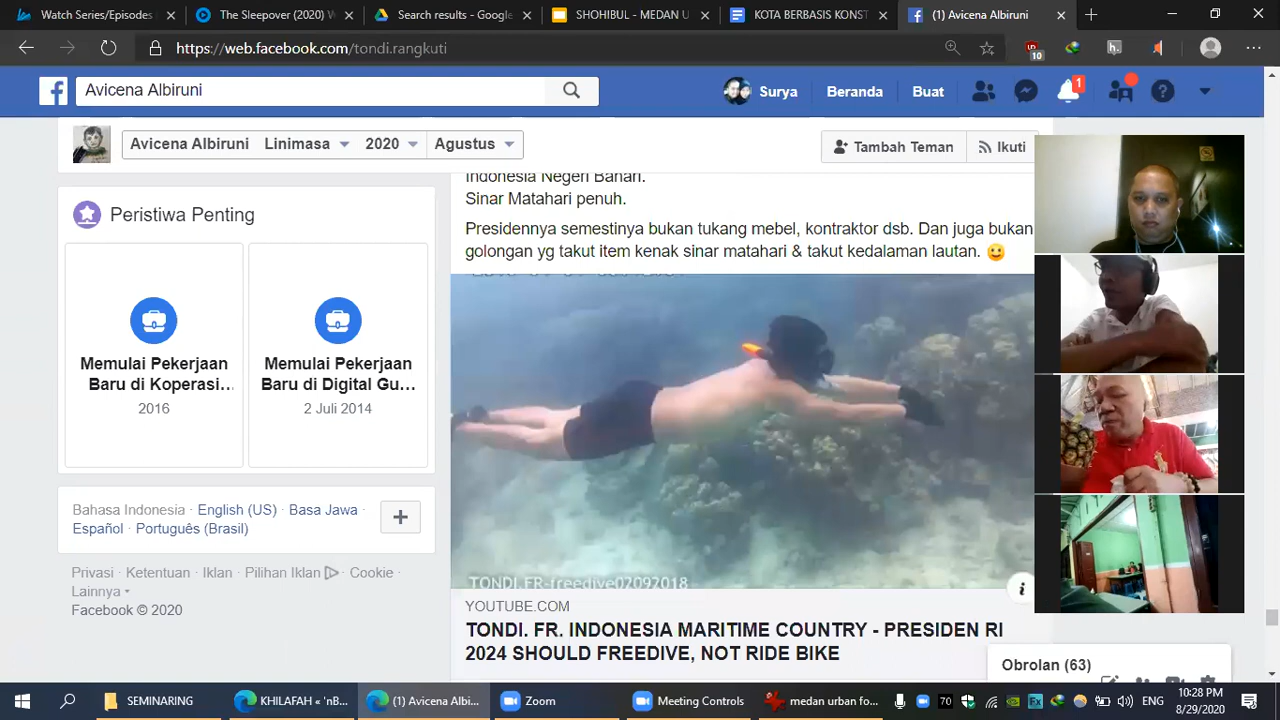 Watch Series/Episodes
The Sleepover (2020) W
Search results – Google
SHOHIBUL - MEDAN U
KOTA BERBASIS KONST
(1) Avicena Albiruni
https://web.facebook.com/tondi.rangkuti
10
Avicena Albiruni
Surya
Beranda
Buat
1
Avicena Albiruni
Linimasa
2020
Agustus
Tambah Teman
Ikuti
Indonesia Negeri Bahari.
Sinar Matahari penuh.
Presidennya semestinya bukan tukang mebel, kontraktor dsb. Dan juga bukan
golongan yg takut item kenak sinar matahari & takut kedalaman lautan.
Peristiwa Penting
Memulai Pekerjaan
Baru di Koperasi...
2016
Memulai Pekerjaan
Baru di Digital Gu...
2 Juli 2014
Bahasa Indonesia · English (US) · Basa Jawa ·
Español · Português (Brasil)
Privasi · Ketentuan · Iklan · Pilihan Iklan · Cookie ·
Lainnya
Facebook © 2020
TONDI.FR-freedive02092018
YOUTUBE.COM
TONDI. FR. INDONESIA MARITIME COUNTRY - PRESIDEN RI
2024 SHOULD FREEDIVE, NOT RIDE BIKE
Obrolan (63)
SEMINARING
KHILAFAH « 'nB...
(1) Avicena Albi...
Zoom
Meeting Controls
medan urban fo...
70
ENG
10:28 PM
8/29/2020